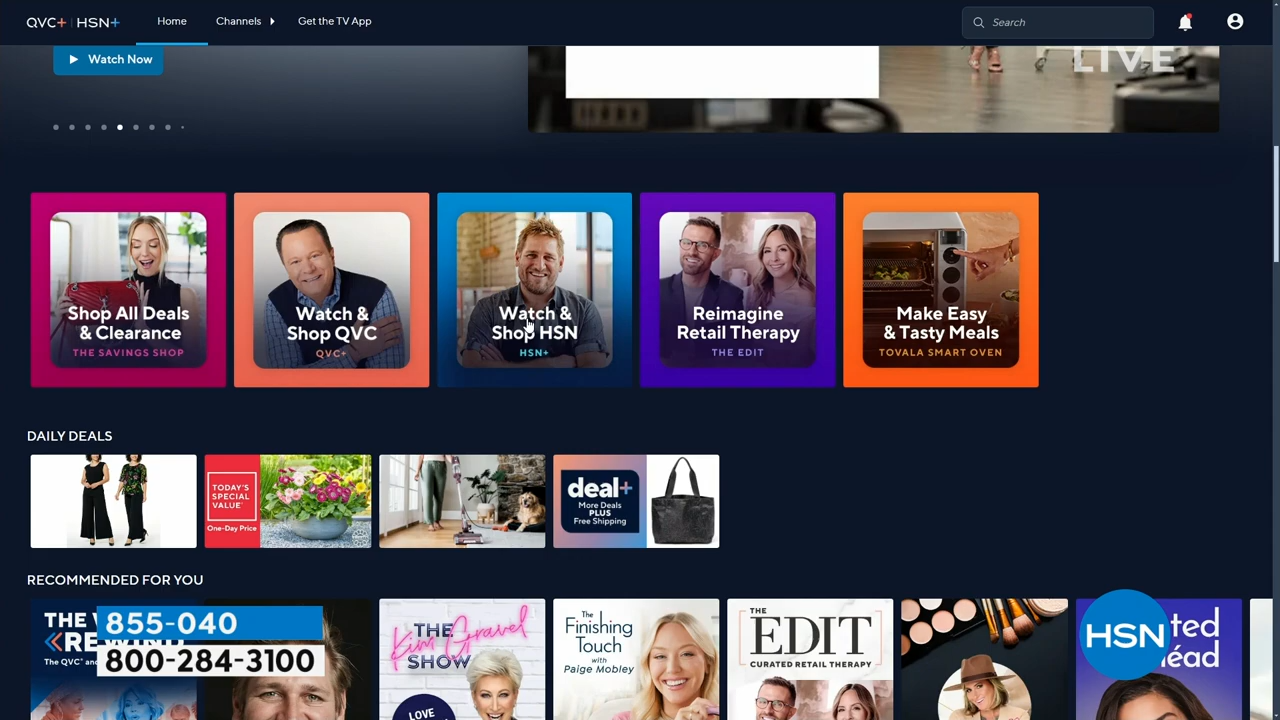 QVC+ | HSN+
Home
Channels
Get the TV App
Search
Watch Now
LIVE
Shop All Deals
& Clearance
THE SAVINGS SHOP
Watch &
Shop QVC
QVC+
Watch &
Shop HSN
HSN+
Reimagine
Retail Therapy
THE EDIT
Make Easy
& Tasty Meals
TOVALA SMART OVEN
DAILY DEALS
TODAY'S
SPECIAL
VALUE®
One-Day Price
deal+
More Deals
PLUS
Free Shipping
RECOMMENDED FOR YOU
THE
The QVC®
855-040
800-284-3100
THE
Kim Gravel
SHOW
LOVE
The
Finishing
Touch
with
Paige Mobley
THE
EDIT
CURATED RETAIL THERAPY
HSN